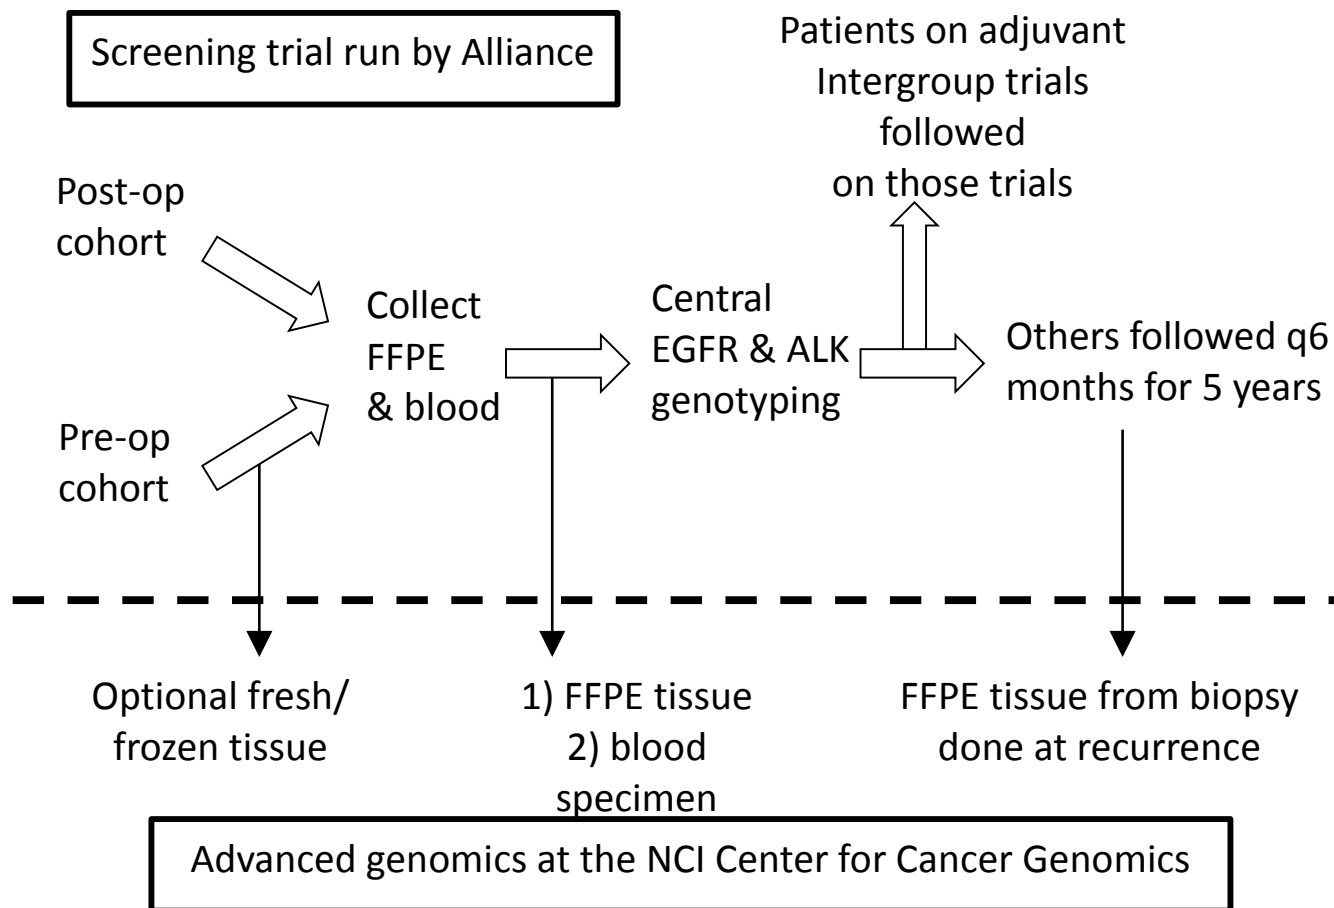 Screening trial run by Alliance
Patients on adjuvant
Intergroup trials
followed
on those trials
Post-op
cohort
Pre-op
cohort
Collect
FFPE
& blood
Central
EGFR & ALK
genotyping
Others followed q6
months for 5 years
Optional fresh/
frozen tissue
1) FFPE tissue
2) blood
specimen
FFPE tissue from biopsy
done at recurrence
Advanced genomics at the NCI Center for Cancer Genomics